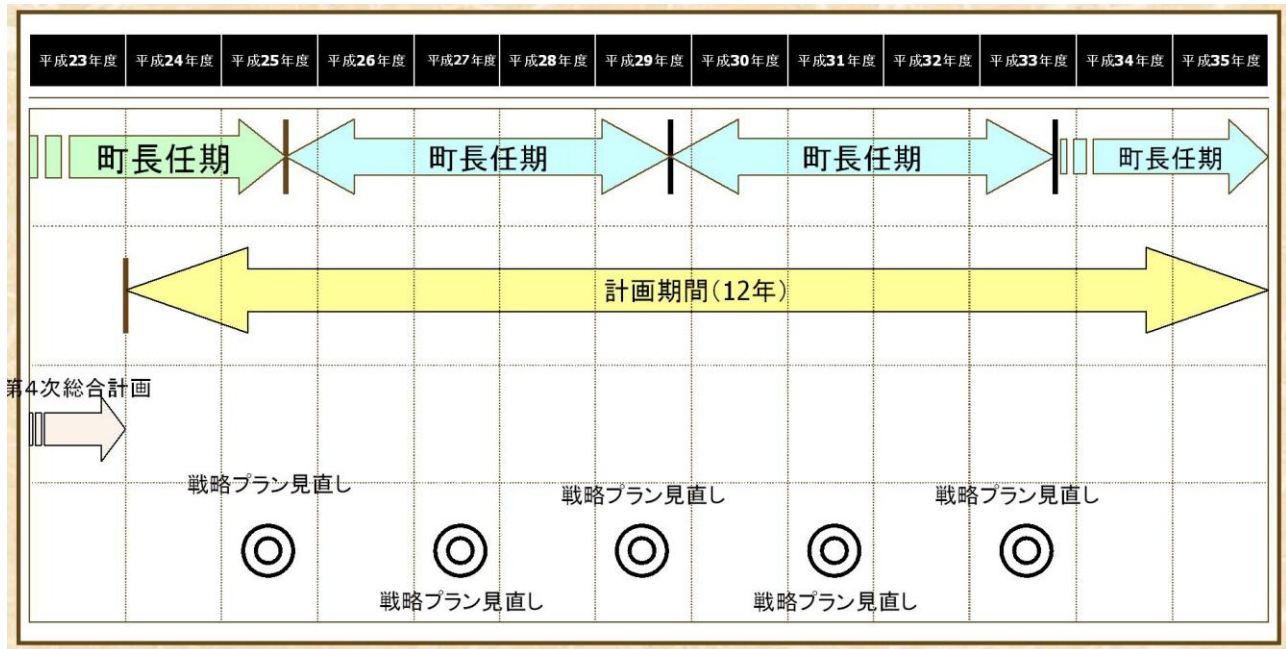 平成23年度 平成24年度 平成25年度 平成26年度 平成27年度 平成28年度 平成29年度 平成30年度 平成31年度 平成32年度 平成33年度 平成34年度 平成35年度
町長任期 町長任期 町長任期 町長任期
計画期間(12年)
第4次総合計画
戦略プラン見直し 戦略プラン見直し 戦略プラン見直し
戦略プラン見直し 戦略プラン見直し